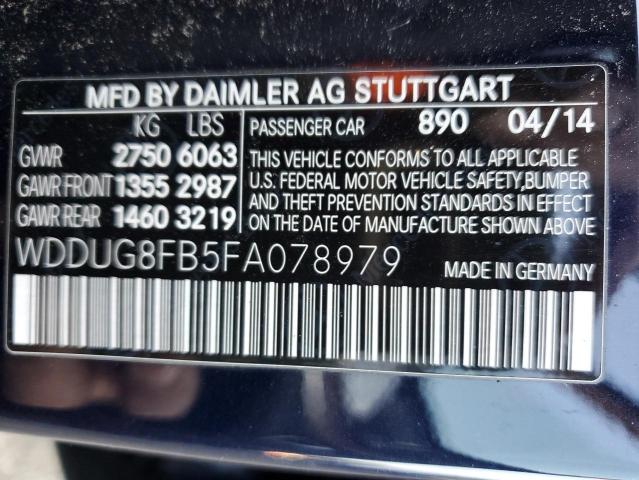 MFD BY DAIMLER AG STUTTGART
KG LBS
GVWR 2750 6063
GAWR FRONT 1355 2987
GAWR REAR 1460 3219
PASSENGER CAR 890 04/14
THIS VEHICLE CONFORMS TO ALL APPLICABLE
U.S. FEDERAL MOTOR VEHICLE SAFETY,BUMPER
AND THEFT PREVENTION STANDARDS IN EFFECT
ON THE DATE OF MANUFACTURE SHOWN ABOVE
WDDUG8FB5FA078979
MADE IN GERMANY